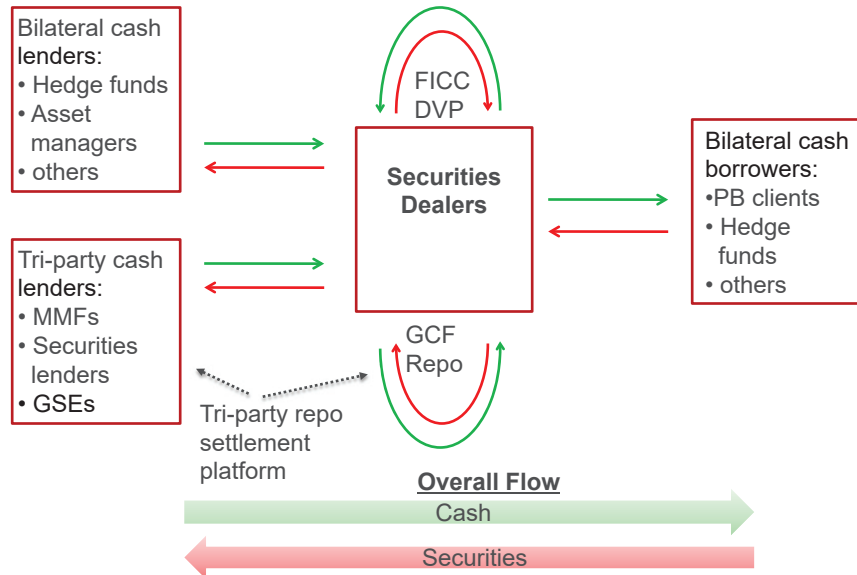 Bilateral cash
lenders:
• Hedge funds
• Asset
managers
• others
Tri-party cash
lenders:
• MMFs
• Securities
lenders
• GSEs
FICC
DVP
Securities
Dealers
GCF
Repo
Tri-party repo
settlement
platform
Bilateral cash
borrowers:
•PB clients
• Hedge
funds
• others
Overall Flow
Cash
Securities